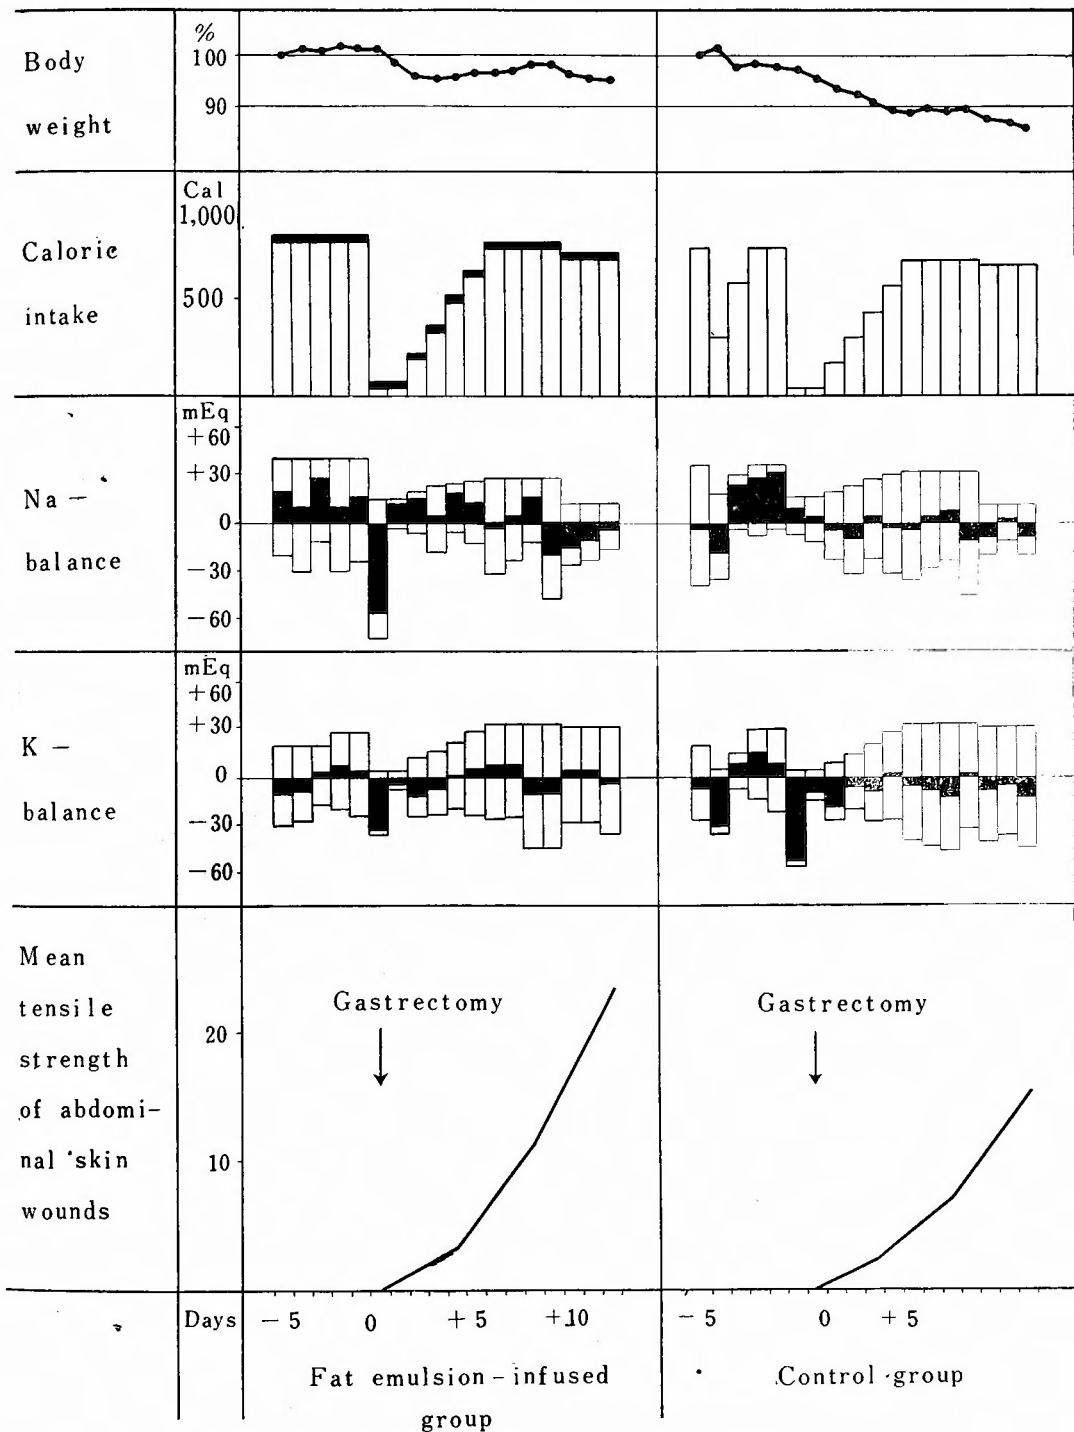 Body
weight
%
100
90
Calorie
intake
Cal
1,000
500
Na –
balance
mEq
+60
+30
0
−30
−60
K –
balance
mEq
+60
+30
0
−30
−60
Mean
tensile
strength
of abdomi–
nal skin
wounds
20
10
Gastrectomy
Gastrectomy
Days
−5 0 +5 +10
−5 0 +5
Fat emulsion–infused
group
Control group